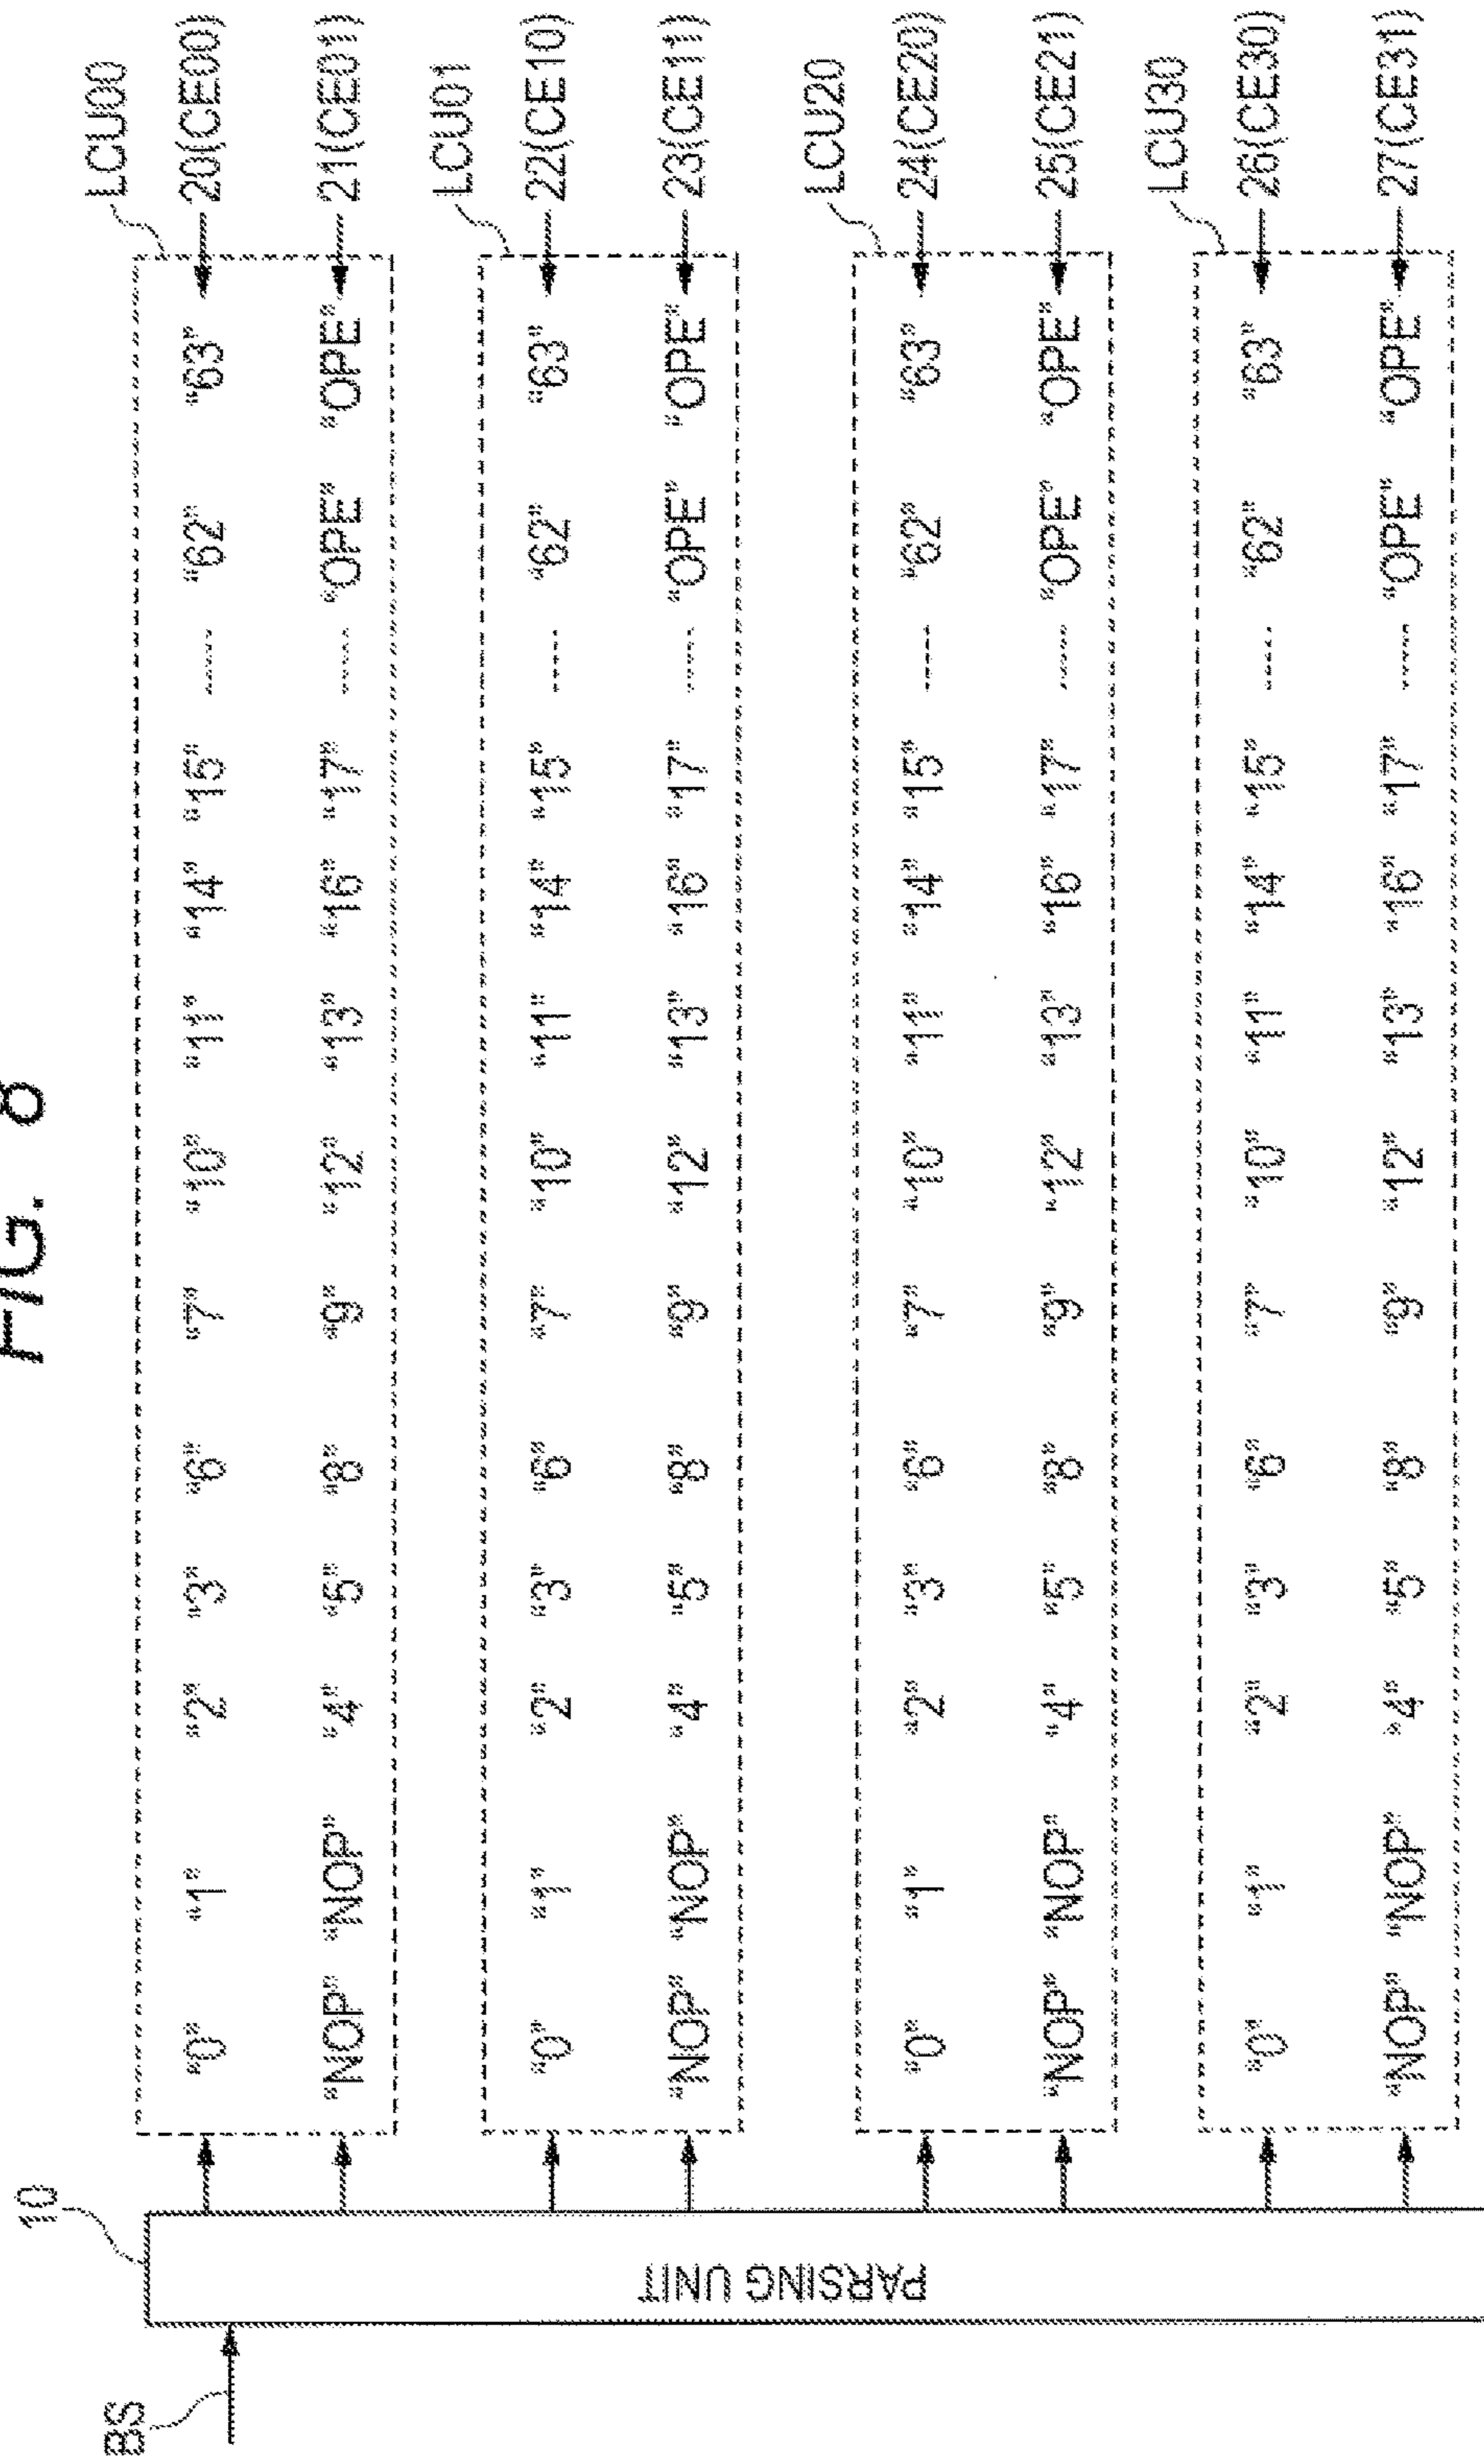 FIG. 8
BS
10
PARSING UNIT
LCU00
"0" "1" "2" "3" "6" "7" "10" "11" "14" "15" ----- "62" "63" 20(CE00)
"NOP" "NOP" "4" "5" "8" "9" "12" "13" "16" "17" ----- "OPE" "OPE" 21(CE01)
LCU01
"0" "1" "2" "3" "6" "7" "10" "11" "14" "15" ----- "62" "63" 22(CE10)
"NOP" "NOP" "4" "5" "8" "9" "12" "13" "16" "17" ----- "OPE" "OPE" 23(CE11)
LCU20
"0" "1" "2" "3" "6" "7" "10" "11" "14" "15" ----- "62" "63" 24(CE20)
"NOP" "NOP" "4" "5" "8" "9" "12" "13" "16" "17" ----- "OPE" "OPE" 25(CE21)
LCU30
"0" "1" "2" "3" "6" "7" "10" "11" "14" "15" ----- "62" "63" 26(CE30)
"NOP" "NOP" "4" "5" "8" "9" "12" "13" "16" "17" ----- "OPE" "OPE" 27(CE31)